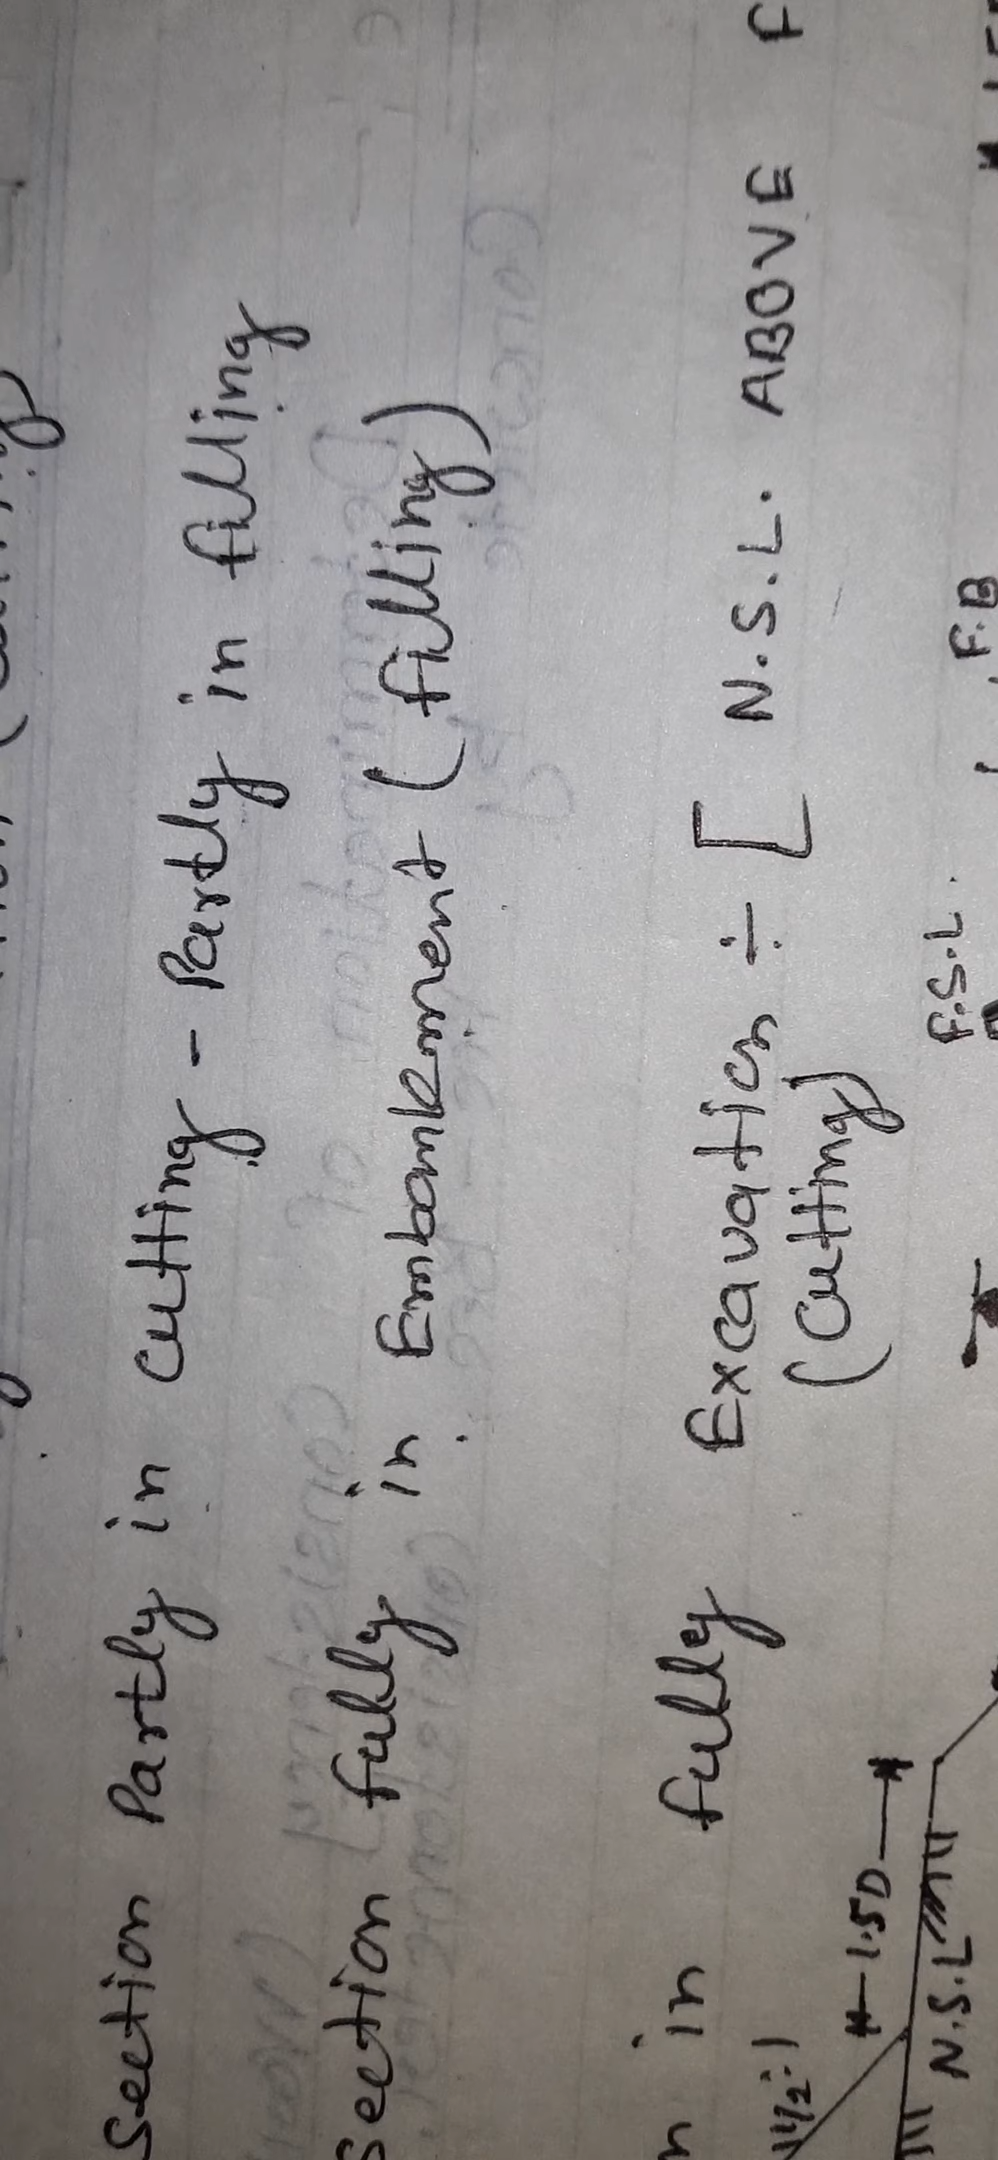 Section Partly in cutting - Partly in filling
Section fully in Embankment (filling)
in fully Excavation ÷ [ N.S.L. ABOVE F
(Cutting)
1½:1
1.5D
F.S.L.
F.B
N.S.L